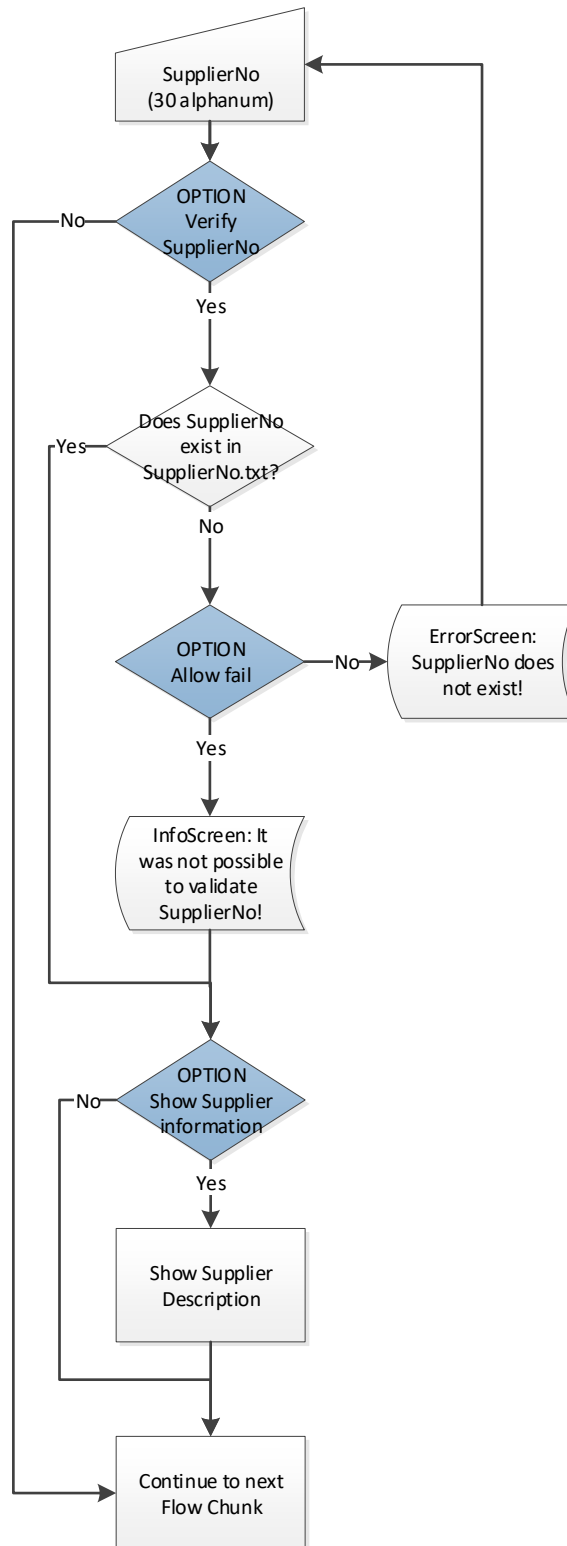 SupplierNo
(30 alphanum)
OPTION
Verify
SupplierNo
No
Yes
Does SupplierNo
exist in
SupplierNo.txt?
Yes
No
OPTION
Allow fail
No
ErrorScreen:
SupplierNo does
not exist!
Yes
InfoScreen: It
was not possible
to validate
SupplierNo!
OPTION
Show Supplier
information
No
Yes
Show Supplier
Description
Continue to next
Flow Chunk